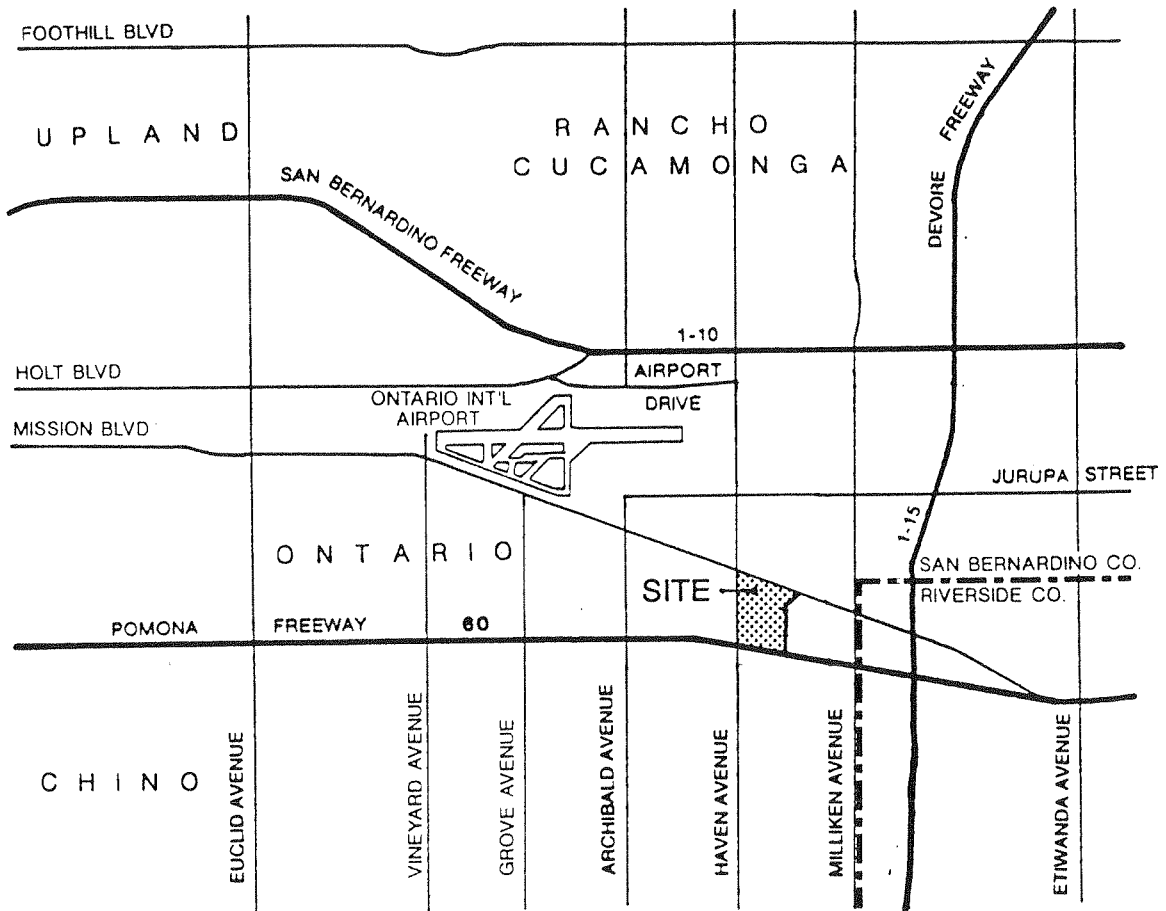 FOOTHILL BLVD
UPLAND
RANCHO
CUCAMONGA
SAN BERNARDINO FREEWAY
DEVORE FREEWAY
1-10
HOLT BLVD
AIRPORT
DRIVE
ONTARIO INT'L
AIRPORT
MISSION BLVD
JURUPA STREET
1-15
ONTARIO
SAN BERNARDINO CO.
RIVERSIDE CO.
SITE
POMONA FREEWAY 60
CHINO
EUCLID AVENUE
VINEYARD AVENUE
GROVE AVENUE
ARCHIBALD AVENUE
HAVEN AVENUE
MILLIKEN AVENUE
ETIWANDA AVENUE